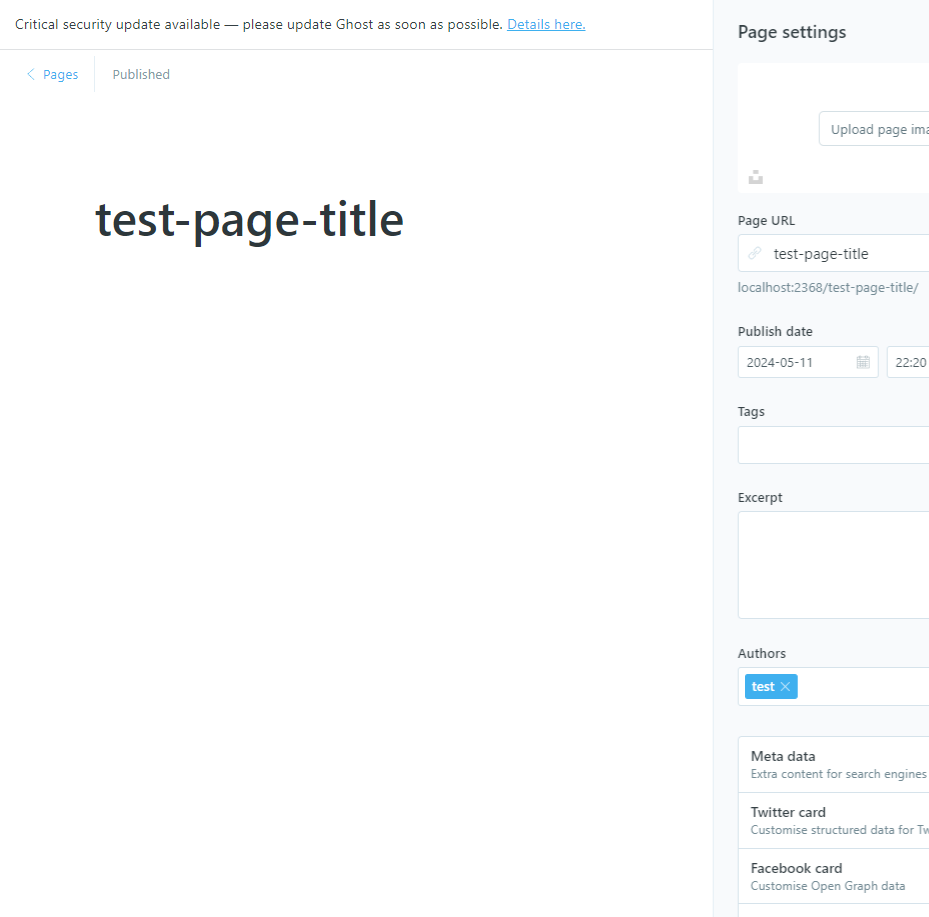 Critical security update available — please update Ghost as soon as possible. Details here.
Pages
Published
test-page-title
Page settings
Upload page ima
Page URL
test-page-title
localhost:2368/test-page-title/
Publish date
2024-05-11
22:20
Tags
Excerpt
Authors
test
Meta data
Extra content for search engines
Twitter card
Customise structured data for Tw
Facebook card
Customise Open Graph data